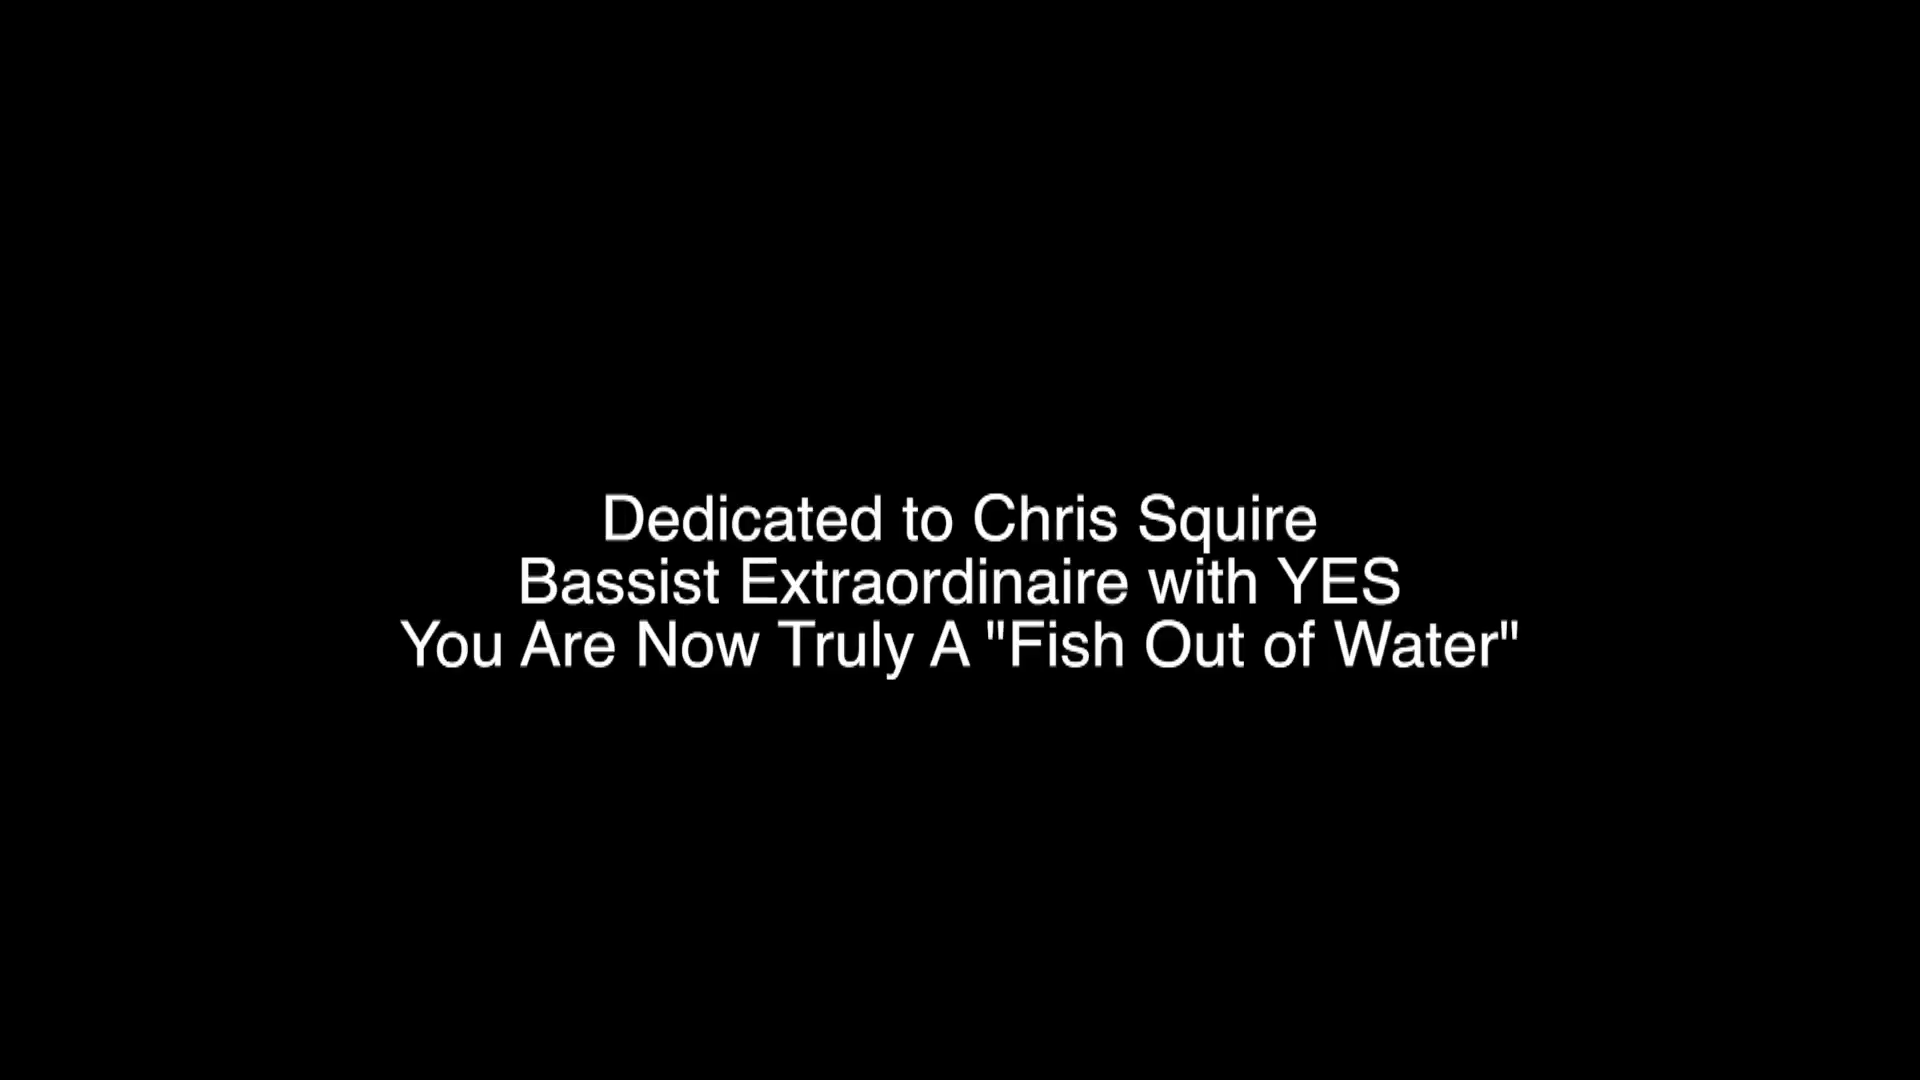 Dedicated to Chris Squire
Bassist Extraordinaire with YES
You Are Now Truly A "Fish Out of Water"